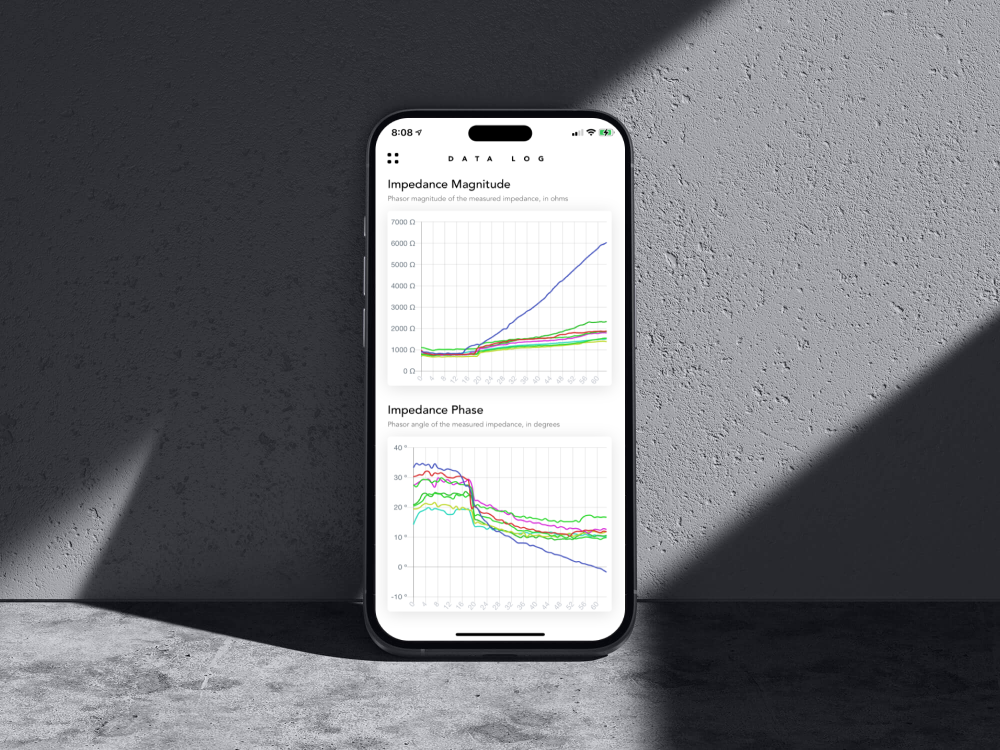 8:08
DATA LOG
Impedance Magnitude
Phasor magnitude of the measured impedance, in ohms
7000 Ω
6000 Ω
5000 Ω
4000 Ω
3000 Ω
2000 Ω
1000 Ω
0 Ω
0 4 8 12 16 20 24 28 32 36 40 44 48 52 56 60
Impedance Phase
Phasor angle of the measured impedance, in degrees
40 º
30 º
20 º
10 º
0 º
-10 º
0 4 8 12 16 20 24 28 32 36 40 44 48 52 56 60